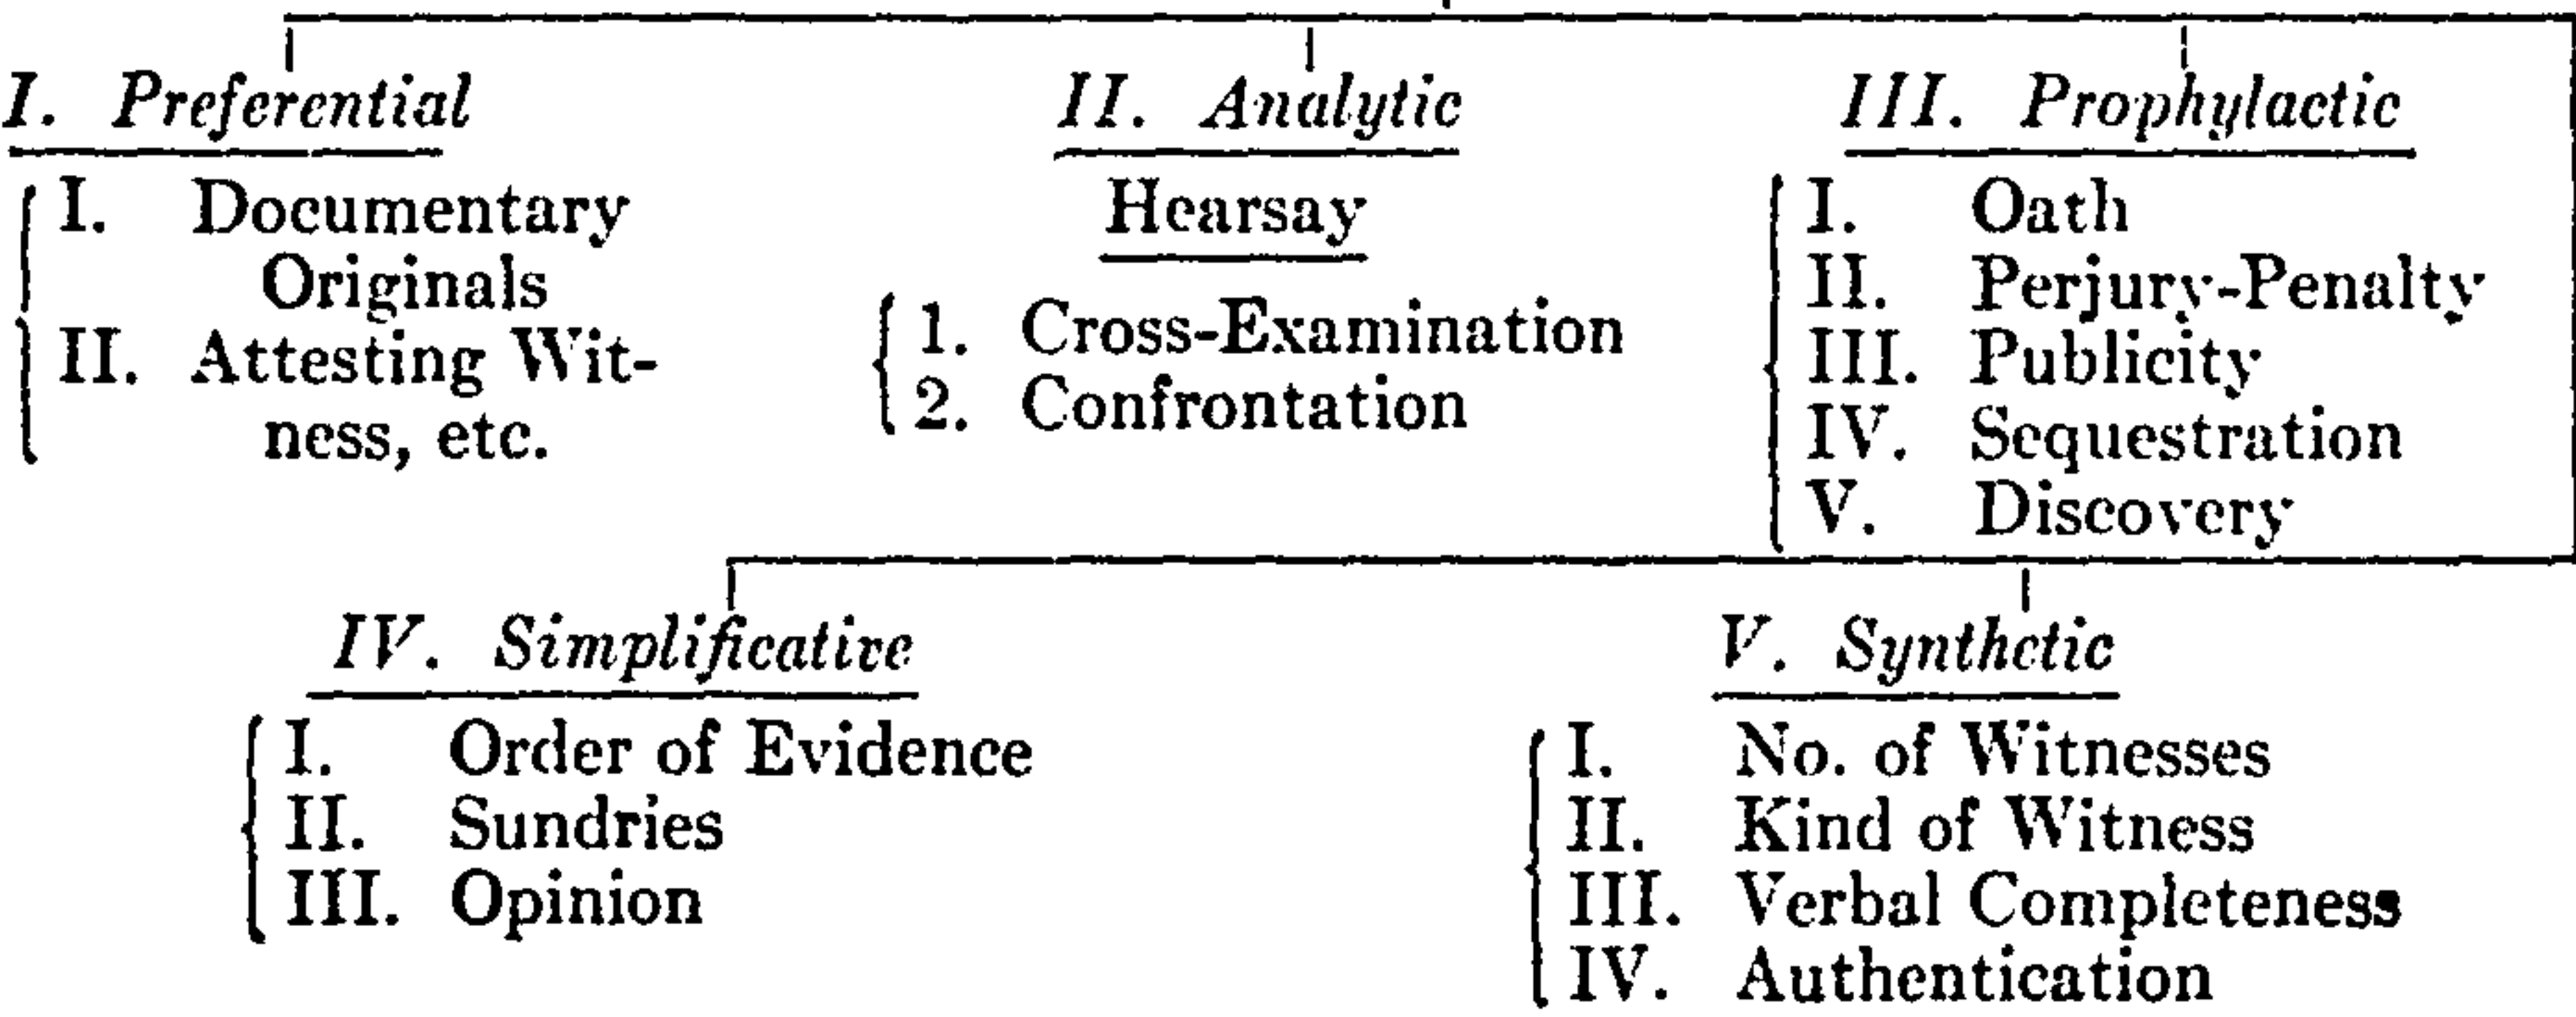 I. Preferential
I. Documentary
Originals
II. Attesting Wit-
ness, etc.
II. Analytic
Hearsay
1. Cross-Examination
2. Confrontation
III. Prophylactic
I. Oath
II. Perjury-Penalty
III. Publicity
IV. Sequestration
V. Discovery
IV. Simplificative
I. Order of Evidence
II. Sundries
III. Opinion
V. Synthetic
I. No. of Witnesses
II. Kind of Witness
III. Verbal Completeness
IV. Authentication